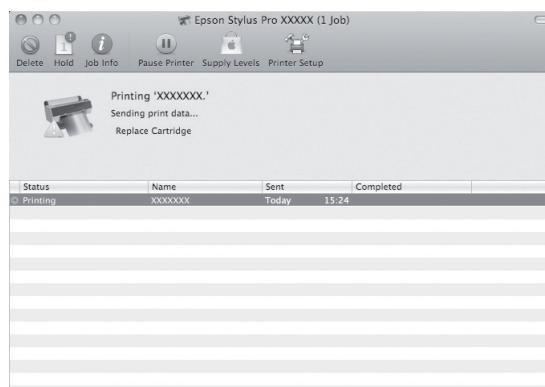 Epson Stylus Pro XXXXX (1 Job)
Delete Hold Job Info Pause Printer Supply Levels Printer Setup
Printing ‘XXXXXXX.’
Sending print data...
Replace Cartridge
Status Name Sent Completed
Printing XXXXXXX Today 15:24